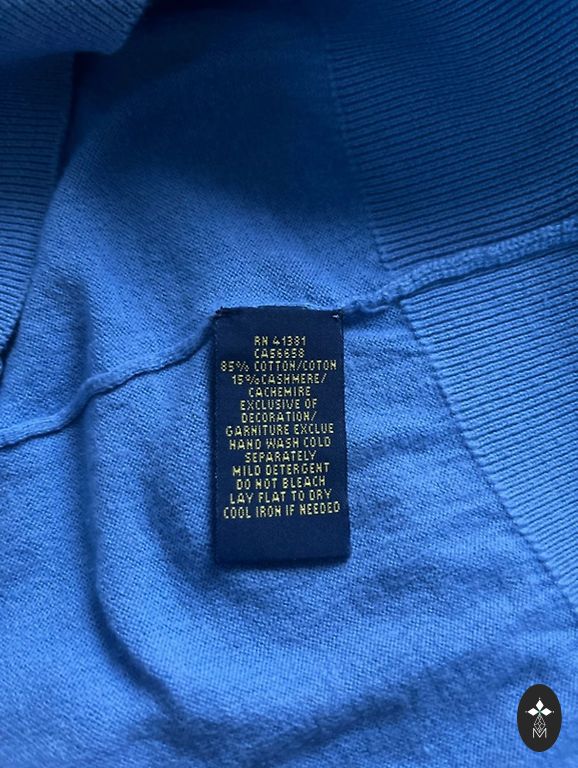 RN 41381
CA56658
85% COTTON/COTON
15%CASHMERE/
CACHEMIRE
EXCLUSIVE OF
DECORATION/
GARNITURE EXCLUE
HAND WASH COLD
SEPARATELY
MILD DETERGENT
DO NOT BLEACH
LAY FLAT TO DRY
COOL IRON IF NEEDED
M